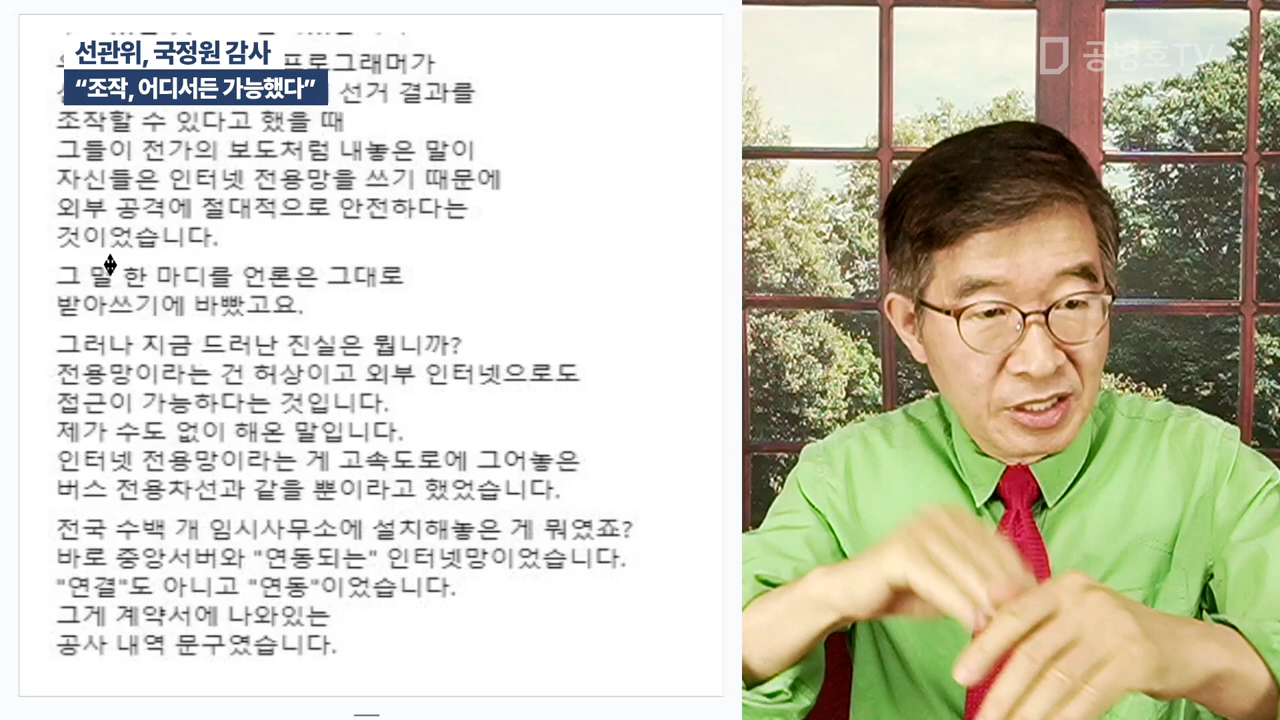 선관위, 국정원 감사
“조작, 어디서든 가능했다”
프로그래머가
선거 결과를
조작할 수 있다고 했을 때
그들이 전가의 보도처럼 내놓은 말이
자신들은 인터넷 전용망을 쓰기 때문에
외부 공격에 절대적으로 안전하다는
것이었습니다.
그 말 한 마디를 언론은 그대로
받아쓰기에 바빴고요.
그러나 지금 드러난 진실은 뭡니까?
전용망이라는 건 허상이고 외부 인터넷으로도
접근이 가능하다는 것입니다.
제가 수도 없이 해온 말입니다.
인터넷 전용망이라는 게 고속도로에 그어놓은
버스 전용차선과 같을 뿐이라고 했었습니다.
전국 수백 개 임시사무소에 설치해놓은 게 뭐였죠?
바로 중앙서버와 "연동되는" 인터넷망이었습니다.
"연결"도 아니고 "연동"이었습니다.
그게 계약서에 나와있는
공사 내역 문구였습니다.
공병호TV